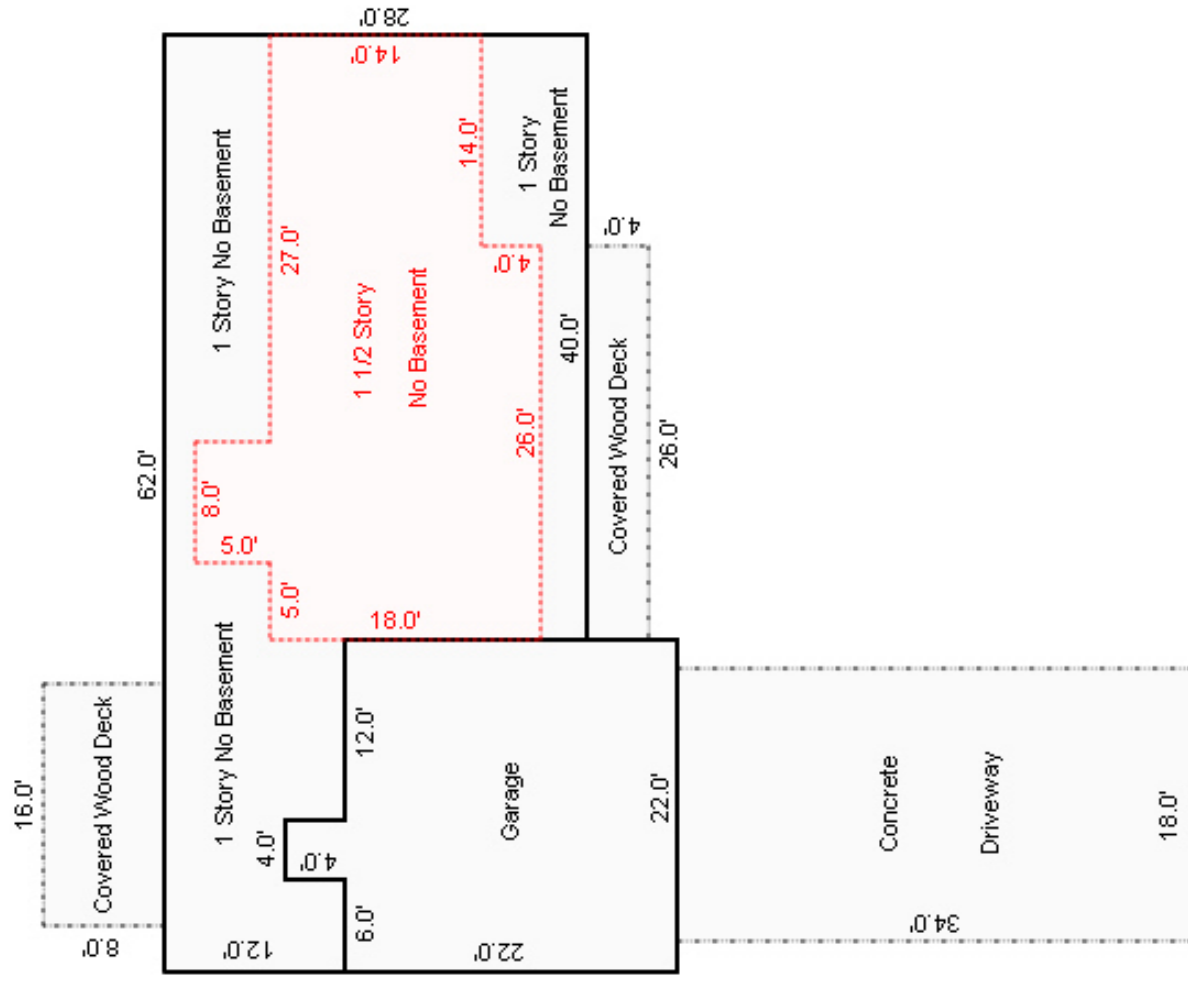 28.0'
14.0'
1 Story No Basement
1 Story
No Basement
14.0'
27.0'
4.0'
4.0'
1 1/2 Story
No Basement
40.0'
62.0'
8.0'
5.0'
26.0'
Covered Wood Deck
26.0'
5.0'
18.0'
1 Story No Basement
16.0'
Covered Wood Deck
8.0'
12.0'
4.0'
4.0'
6.0'
12.0'
Garage
22.0'
22.0'
Concrete
Driveway
18.0'
34.0'